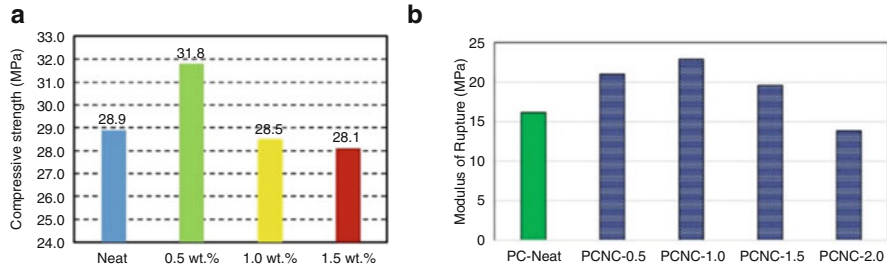 a
Compressive strength (MPa)
33.0
32.0
31.0
30.0
29.0
28.0
27.0
26.0
25.0
24.0
28.9
31.8
28.5
28.1
Neat
0.5 wt.%
1.0 wt.%
1.5 wt.%
b
Modulus of Rupture (MPa)
25
20
15
10
5
0
PC-Neat
PCNC-0.5
PCNC-1.0
PCNC-1.5
PCNC-2.0